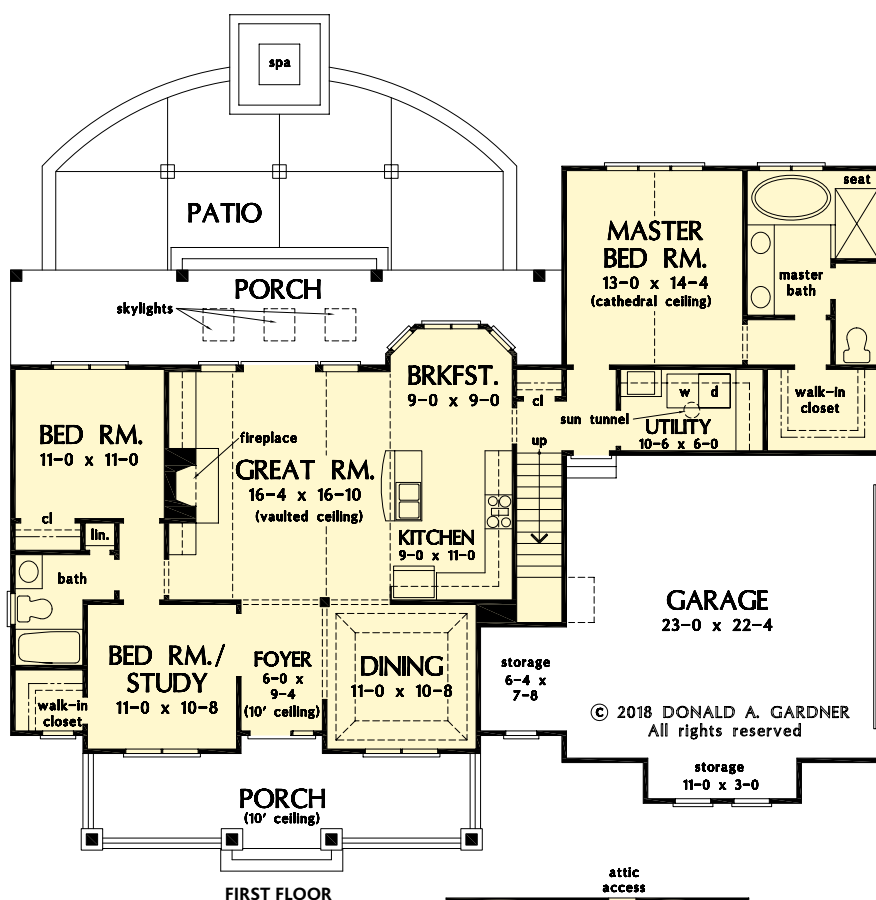 spa
PATIO
PORCH
skylights
MASTER
BED RM.
13-0 x 14-4
(cathedral ceiling)
seat
master
bath
BRKFST.
9-0 x 9-0
cl
sun tunnel
w d
UTILITY
10-6 x 6-0
walk-in
closet
up
BED RM.
11-0 x 11-0
cl
lin.
fireplace
GREAT RM.
16-4 x 16-10
(vaulted ceiling)
KITCHEN
9-0 x 11-0
bath
GARAGE
23-0 x 22-4
BED RM./
STUDY
11-0 x 10-8
FOYER
6-0 x
9-4
(10' ceiling)
DINING
11-0 x 10-8
storage
6-4 x
7-8
walk-in
closet
© 2018 DONALD A. GARDNER
All rights reserved
storage
11-0 x 3-0
PORCH
(10' ceiling)
FIRST FLOOR
attic
access